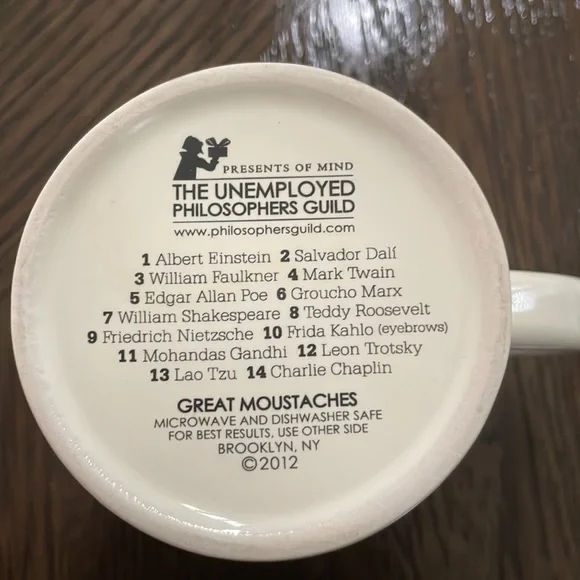 PRESENTS OF MIND
THE UNEMPLOYED
PHILOSOPHERS GUILD
www.philosophersguild.com
1 Albert Einstein 2 Salvador Dalí
3 William Faulkner 4 Mark Twain
5 Edgar Allan Poe 6 Groucho Marx
7 William Shakespeare 8 Teddy Roosevelt
9 Friedrich Nietzsche 10 Frida Kahlo (eyebrows)
11 Mohandas Gandhi 12 Leon Trotsky
13 Lao Tzu 14 Charlie Chaplin
GREAT MOUSTACHES
MICROWAVE AND DISHWASHER SAFE
FOR BEST RESULTS, USE OTHER SIDE
BROOKLYN, NY
©2012